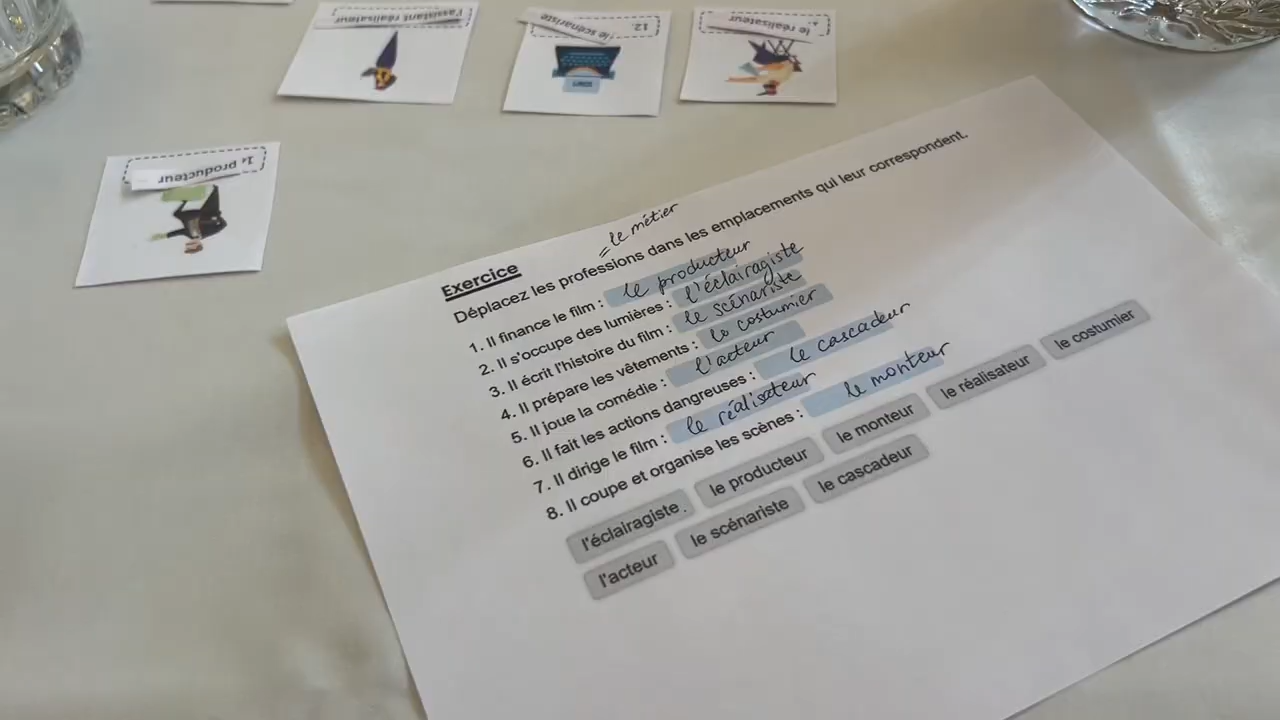 l'assistant réalisateur
12.
le scénariste
le réalisateur
producteur
= le métier
Exercice
Déplacez les professions dans les emplacements qui leur correspondent.
1. Il finance le film : le producteur
2. Il s'occupe des lumières : l'éclairagiste
3. Il écrit l'histoire du film : le scénariste
4. Il prépare les vêtements : le costumier
5. Il joue la comédie : l'acteur
6. Il fait les actions dangereuses : le cascadeur
7. Il dirige le film : le réalisateur
8. Il coupe et organise les scènes : le monteur
l'éclairagiste le producteur le monteur le réalisateur le costumier
l'acteur le scénariste le cascadeur